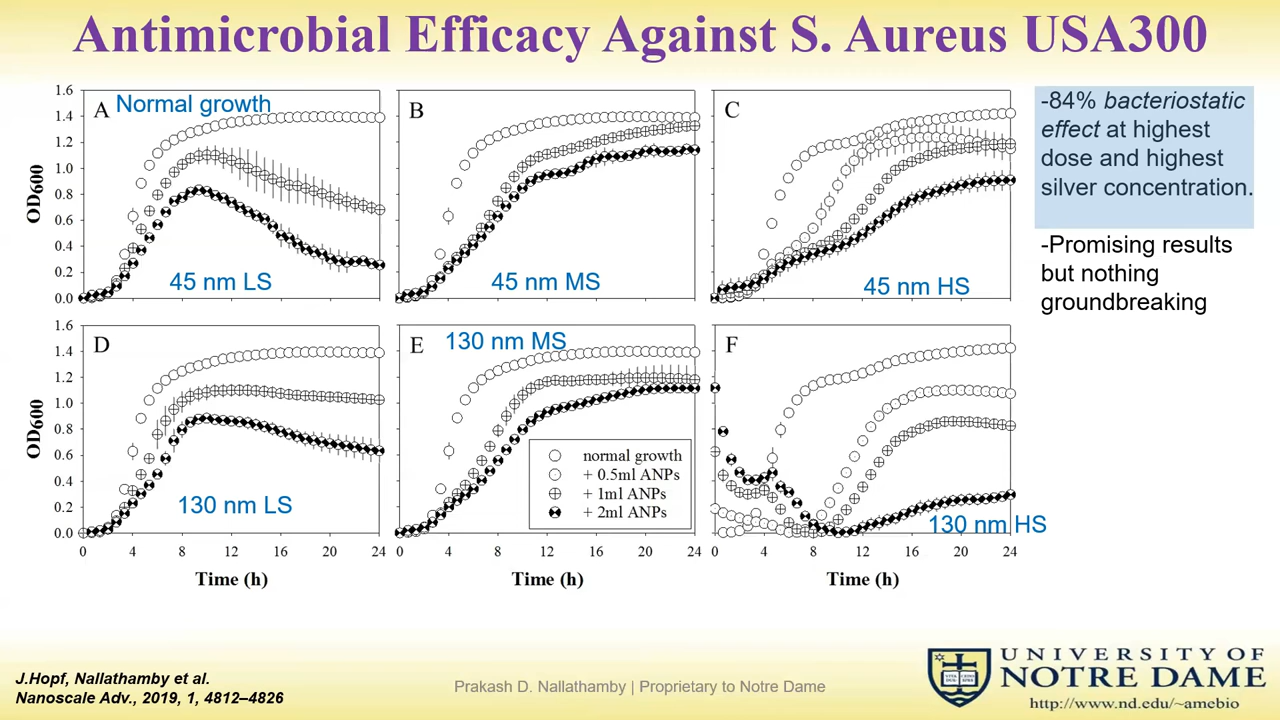 Antimicrobial Efficacy Against S. Aureus USA300
OD600
1.6
1.4
1.2
1.0
0.8
0.6
0.4
0.2
0.0
A
Normal growth
45 nm LS
B
45 nm MS
C
45 nm HS
-84% bacteriostatic
effect at highest
dose and highest
silver concentration.
-Promising results
but nothing
groundbreaking
OD600
1.6
1.4
1.2
1.0
0.8
0.6
0.4
0.2
0.0
D
130 nm LS
0 4 8 12 16 20 24
Time (h)
E
130 nm MS
normal growth
+ 0.5ml ANPs
+ 1ml ANPs
+ 2ml ANPs
0 4 8 12 16 20 24
Time (h)
F
130 nm HS
0 4 8 12 16 20 24
Time (h)
J.Hopf, Nallathamby et al.
Nanoscale Adv., 2019, 1, 4812–4826
Prakash D. Nallathamby | Proprietary to Notre Dame
UNIVERSITY OF
NOTRE DAME
http://www.nd.edu/~amebio